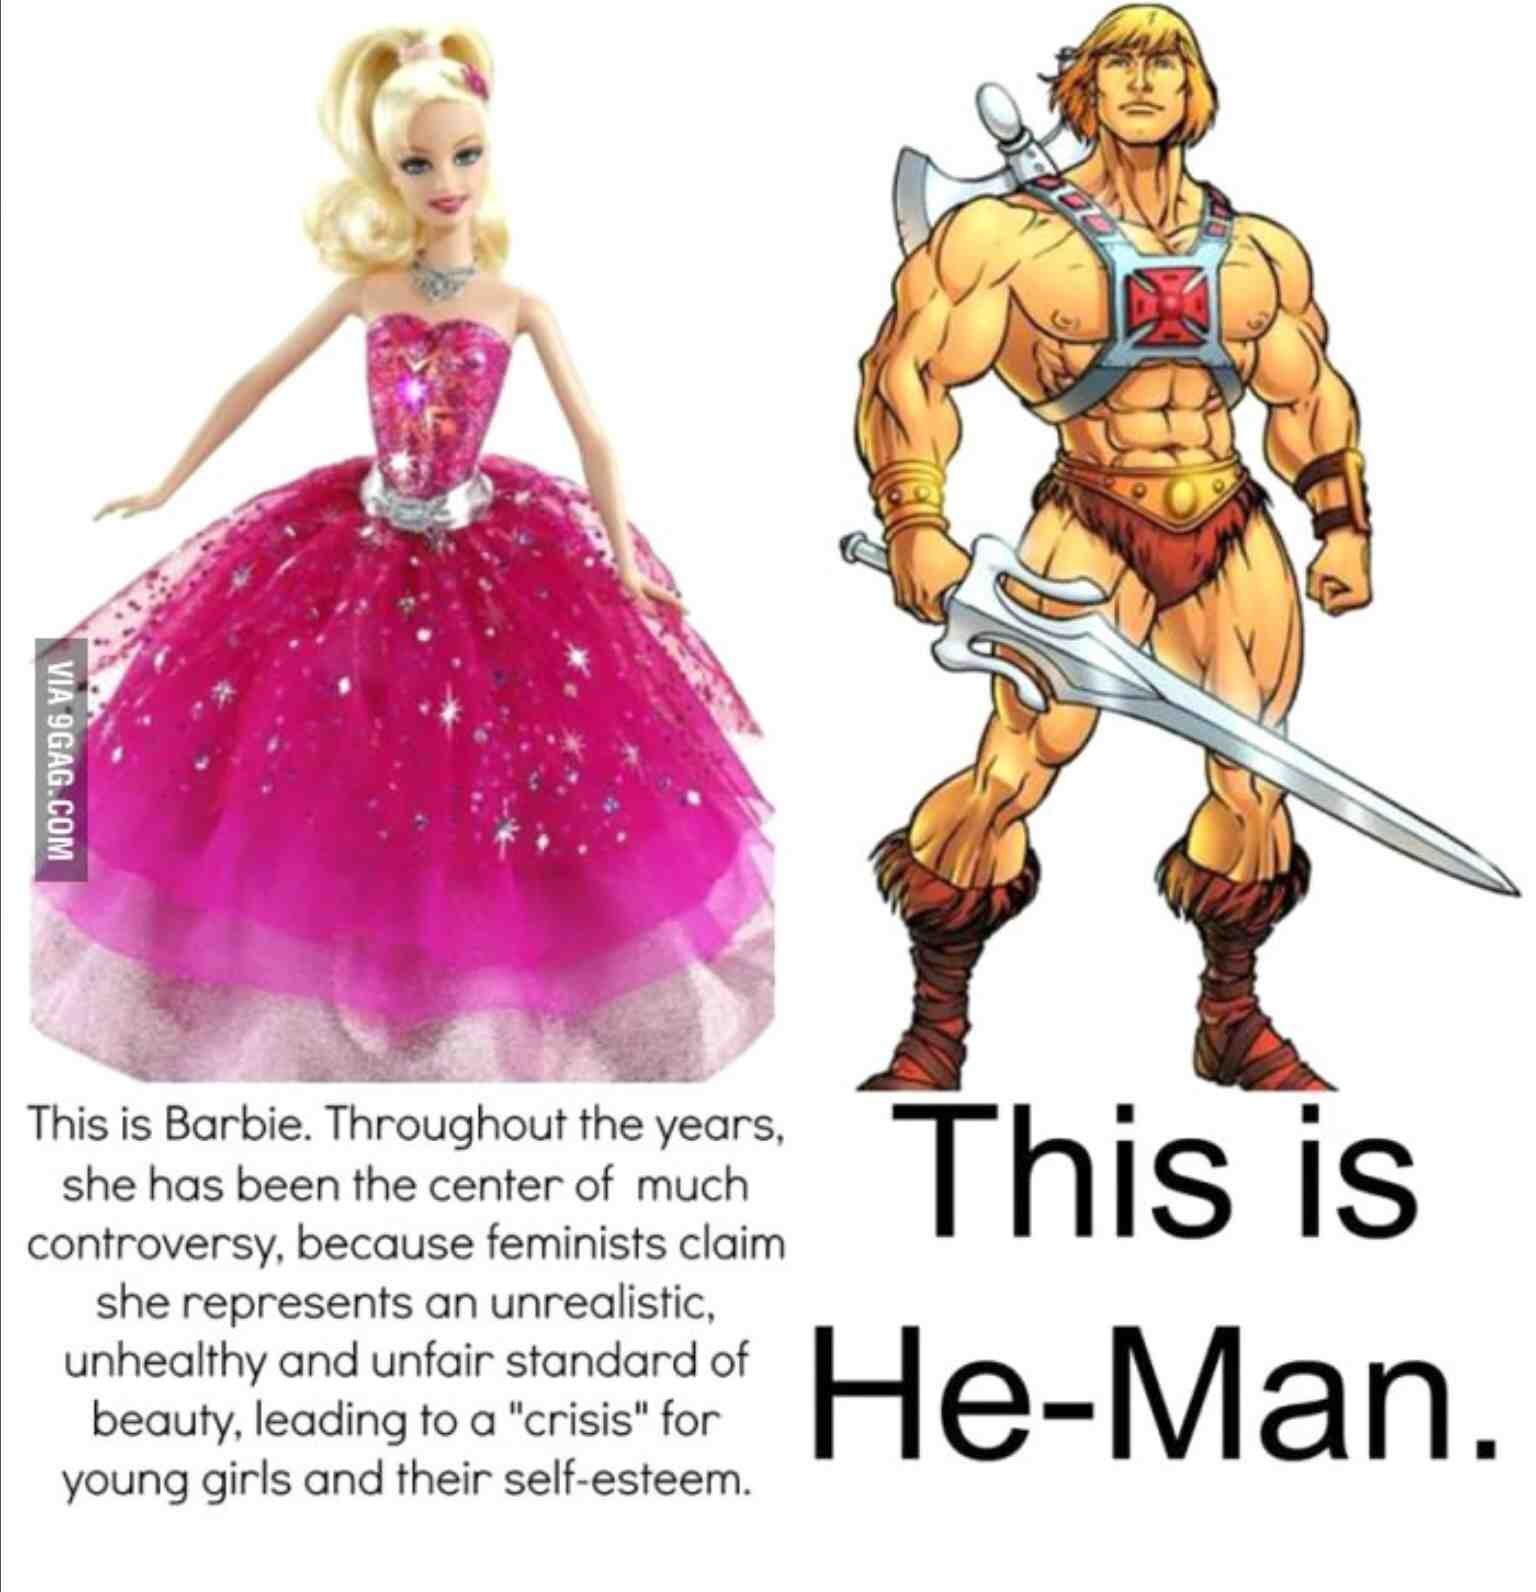 VIA 9GAG.COM
This is Barbie. Throughout the years,
she has been the center of much
controversy, because feminists claim
she represents an unrealistic,
unhealthy and unfair standard of
beauty, leading to a "crisis" for
young girls and their self-esteem.
This is
He-Man.